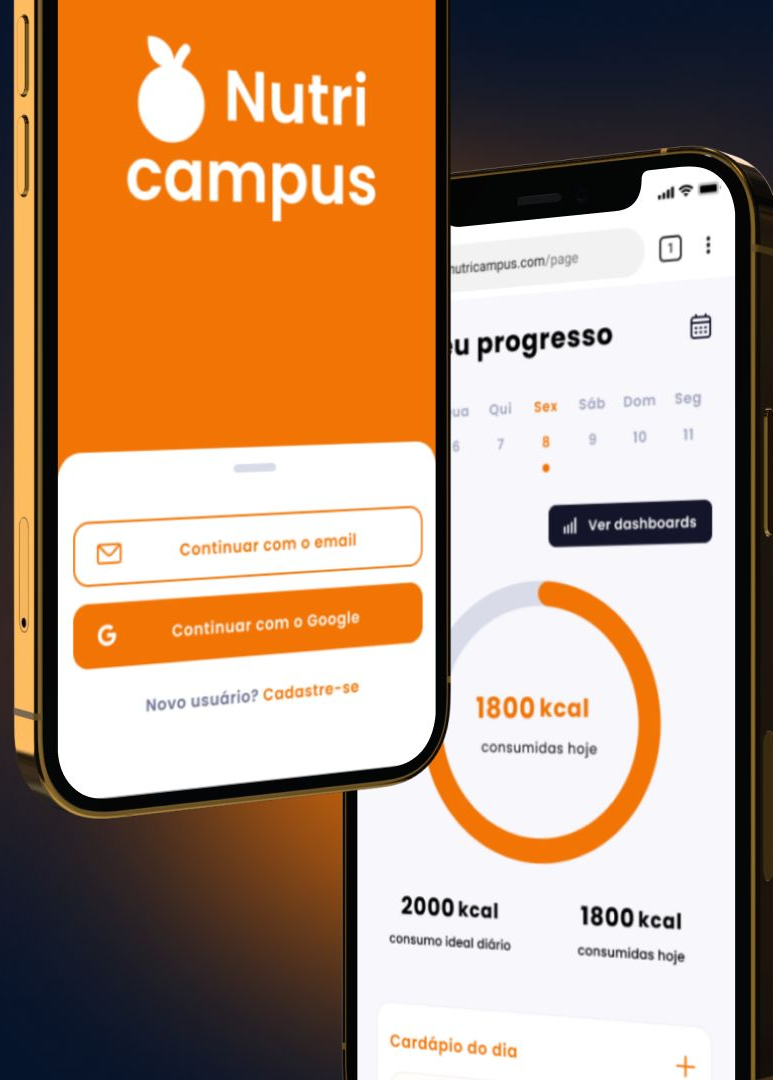 Nutri
campus
Continuar com o email
G Continuar com o Google
Novo usuário? Cadastre-se
nutricampus.com/page
1
eu progresso
ua Qui Sex Sáb Dom Seg
6 7 8 9 10 11
Ver dashboards
1800 kcal
consumidas hoje
2000 kcal
consumo ideal diário
1800 kcal
consumidas hoje
Cardápio do dia
+